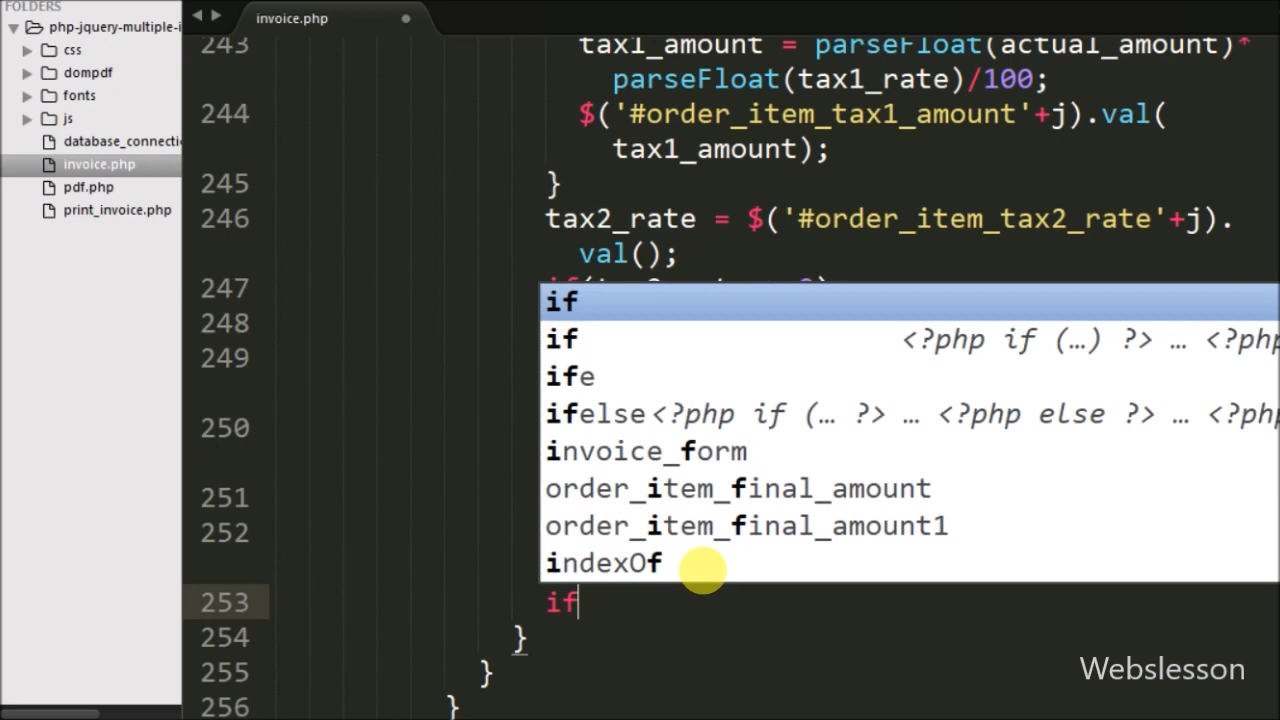 FOLDERS
php-jquery-multiple-i
css
dompdf
fonts
js
database_connecti
invoice.php
pdf.php
print_invoice.php
invoice.php
243 tax1_amount = parseFloat(actual_amount)*
parseFloat(tax1_rate)/100;
244 $('#order_item_tax1_amount'+j).val(
tax1_amount);
245 }
246 tax2_rate = $('#order_item_tax2_rate'+j).
val();
247
248
249
250
251
252
if
if <?php if (…) ?> … <?php
ife
ifelse <?php if (… ?> … <?php else ?> … <?p
invoice_form
order_item_final_amount
order_item_final_amount1
indexOf
253 if
254 }
255 }
256 }
Webslesson